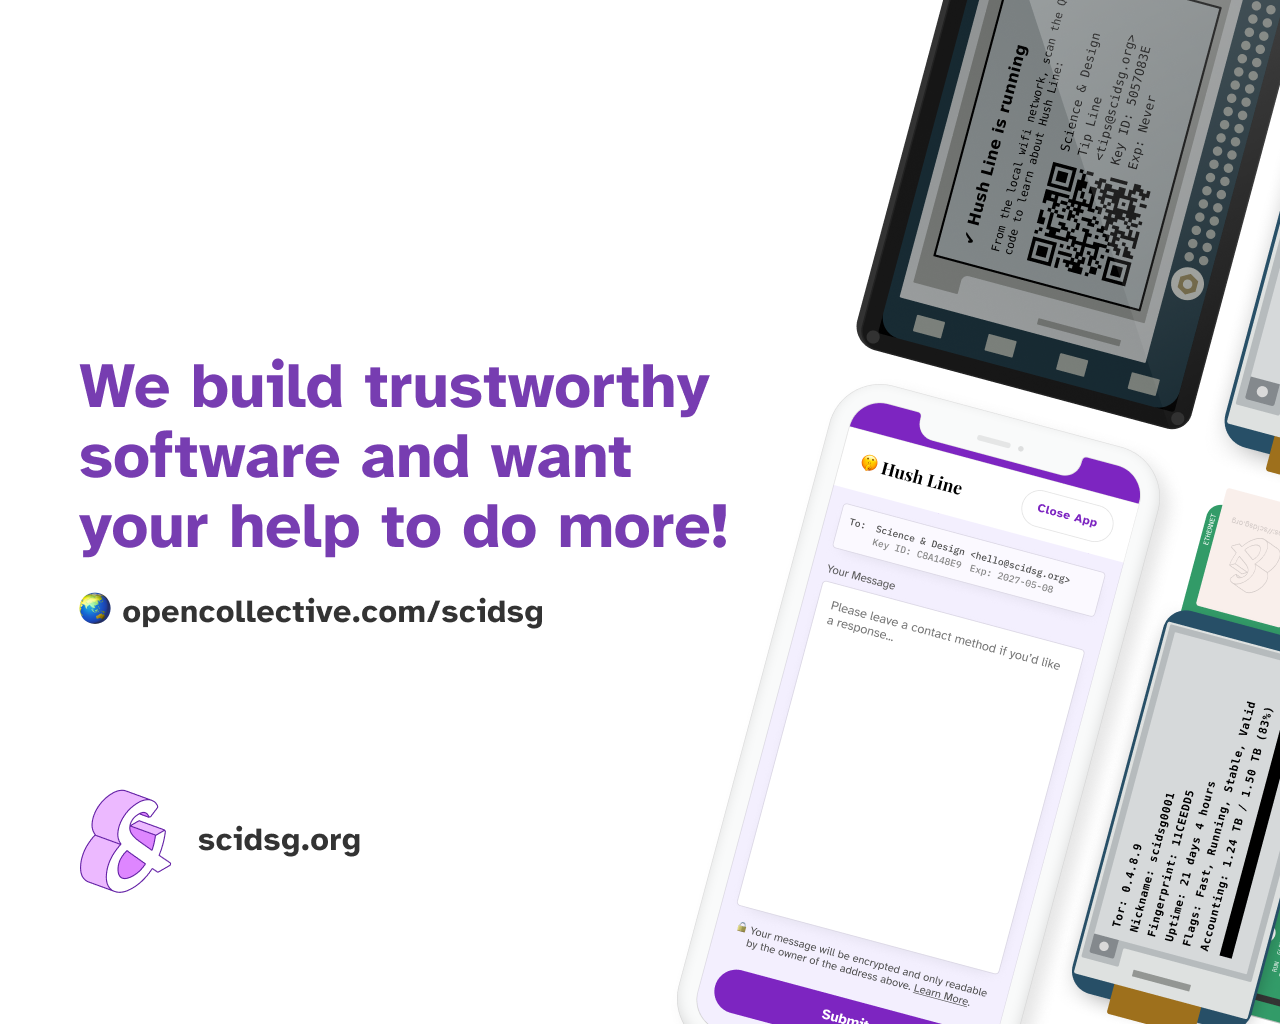 We build trustworthy
software and want
your help to do more!
opencollective.com/scidsg
scidsg.org
✓ Hush Line is running
From the local wifi network, scan the Q
code to learn about Hush Line:
Science & Design
Tip Line
<tips@scidsg.org>
Key ID: 5057083E
Exp: Never
Hush Line
Close App
To: Science & Design <hello@scidsg.org>
Key ID: C8A148E9 Exp: 2027-05-08
Your Message
Please leave a contact method if you'd like
a response...
Your message will be encrypted and only readable
by the owner of the address above. Learn More.
Submit
ETHERNET
Tor: 0.4.8.9
Nickname: scidsg0001
Fingerprint: 11CEEDD5
Uptime: 21 days 4 hours
Flags: Fast, Running, Stable, Valid
Accounting: 1.24 TB / 1.50 TB (83%)
RUN